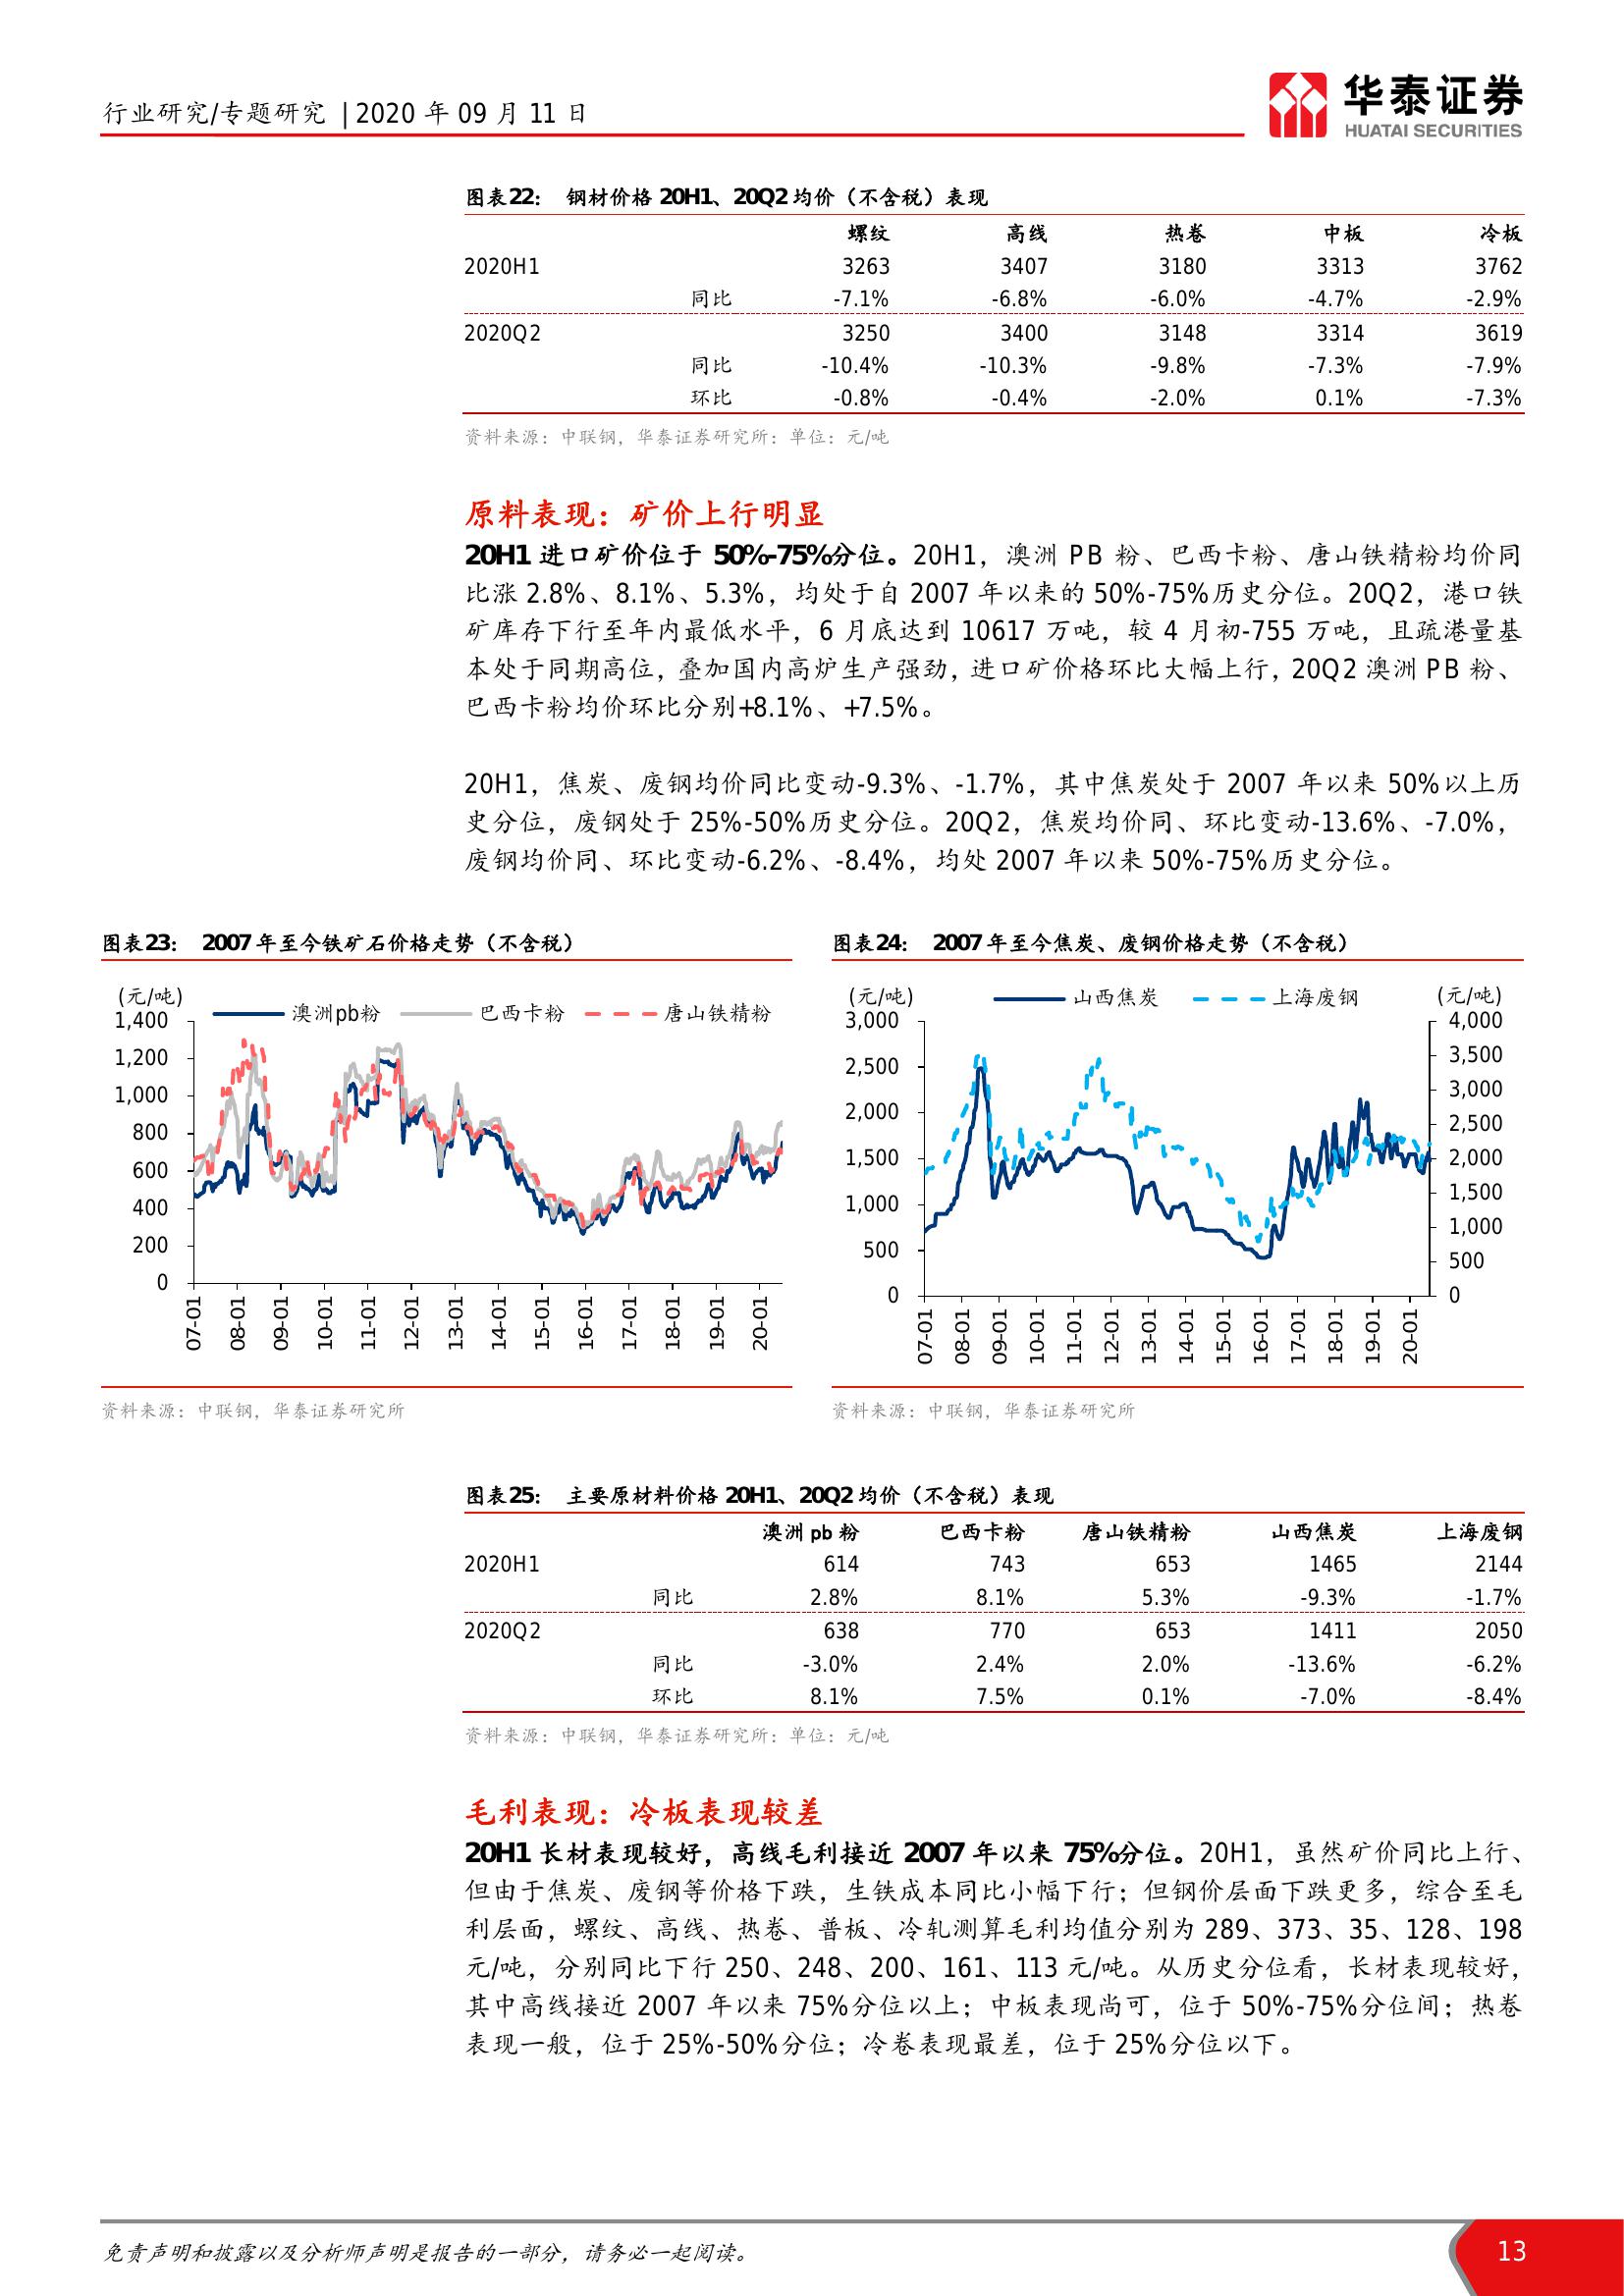 行业研究/专题研究 | 2020 年 09 月 11 日
华泰证券
HUATAI SECURITIES
图表22： 钢材价格 20H1、20Q2 均价（不含税）表现
螺纹 高线 热卷 中板 冷板
2020H1 3263 3407 3180 3313 3762
同比 -7.1% -6.8% -6.0% -4.7% -2.9%
2020Q2 3250 3400 3148 3314 3619
同比 -10.4% -10.3% -9.8% -7.3% -7.9%
环比 -0.8% -0.4% -2.0% 0.1% -7.3%
资料来源：中联钢，华泰证券研究所；单位：元/吨
原料表现：矿价上行明显
20H1 进口矿价位于 50%-75%分位。20H1，澳洲 PB 粉、巴西卡粉、唐山铁精粉均价同
比涨 2.8%、8.1%、5.3%，均处于自 2007 年以来的 50%-75%历史分位。20Q2，港口铁
矿库存下行至年内最低水平，6 月底达到 10617 万吨，较 4 月初-755 万吨，且疏港量基
本处于同期高位，叠加国内高炉生产强劲，进口矿价格环比大幅上行，20Q2 澳洲 PB 粉、
巴西卡粉均价环比分别+8.1%、+7.5%。
20H1，焦炭、废钢均价同比变动-9.3%、-1.7%，其中焦炭处于 2007 年以来 50%以上历
史分位，废钢处于 25%-50%历史分位。20Q2，焦炭均价同、环比变动-13.6%、-7.0%，
废钢均价同、环比变动-6.2%、-8.4%，均处 2007 年以来 50%-75%历史分位。
图表23： 2007 年至今铁矿石价格走势（不含税）
(元/吨)
澳洲pb粉 巴西卡粉 唐山铁精粉
1,400
1,200
1,000
800
600
400
200
0
07-01 08-01 09-01 10-01 11-01 12-01 13-01 14-01 15-01 16-01 17-01 18-01 19-01 20-01
资料来源：中联钢，华泰证券研究所
图表24： 2007 年至今焦炭、废钢价格走势（不含税）
(元/吨) 山西焦炭 上海废钢 (元/吨)
3,000
2,500
2,000
1,500
1,000
500
0
4,000
3,500
3,000
2,500
2,000
1,500
1,000
500
0
07-01 08-01 09-01 10-01 11-01 12-01 13-01 14-01 15-01 16-01 17-01 18-01 19-01 20-01
资料来源：中联钢，华泰证券研究所
图表25： 主要原材料价格 20H1、20Q2 均价（不含税）表现
澳洲 pb 粉 巴西卡粉 唐山铁精粉 山西焦炭 上海废钢
2020H1 614 743 653 1465 2144
同比 2.8% 8.1% 5.3% -9.3% -1.7%
2020Q2 638 770 653 1411 2050
同比 -3.0% 2.4% 2.0% -13.6% -6.2%
环比 8.1% 7.5% 0.1% -7.0% -8.4%
资料来源：中联钢，华泰证券研究所；单位：元/吨
毛利表现：冷板表现较差
20H1 长材表现较好，高线毛利接近 2007 年以来 75%分位。20H1，虽然矿价同比上行、
但由于焦炭、废钢等价格下跌，生铁成本同比小幅下行；但钢价层面下跌更多，综合至毛
利层面，螺纹、高线、热卷、普板、冷轧测算毛利均值分别为 289、373、35、128、198
元/吨，分别同比下行 250、248、200、161、113 元/吨。从历史分位看，长材表现较好，
其中高线接近 2007 年以来 75%分位以上；中板表现尚可，位于 50%-75%分位间；热卷
表现一般，位于 25%-50%分位；冷卷表现最差，位于 25%分位以下。
免责声明和披露以及分析师声明是报告的一部分，请务必一起阅读。
13